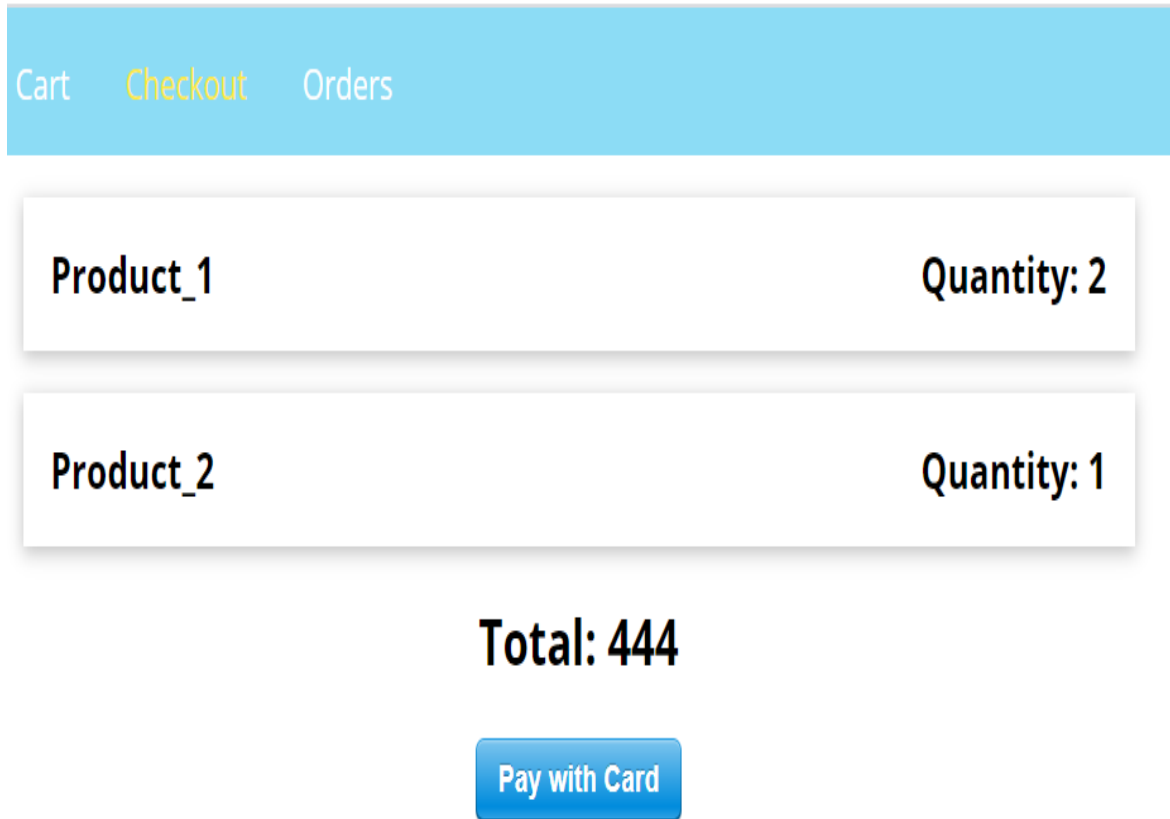 Cart Checkout Orders
Product_1 Quantity: 2
Product_2 Quantity: 1
Total: 444
Pay with Card